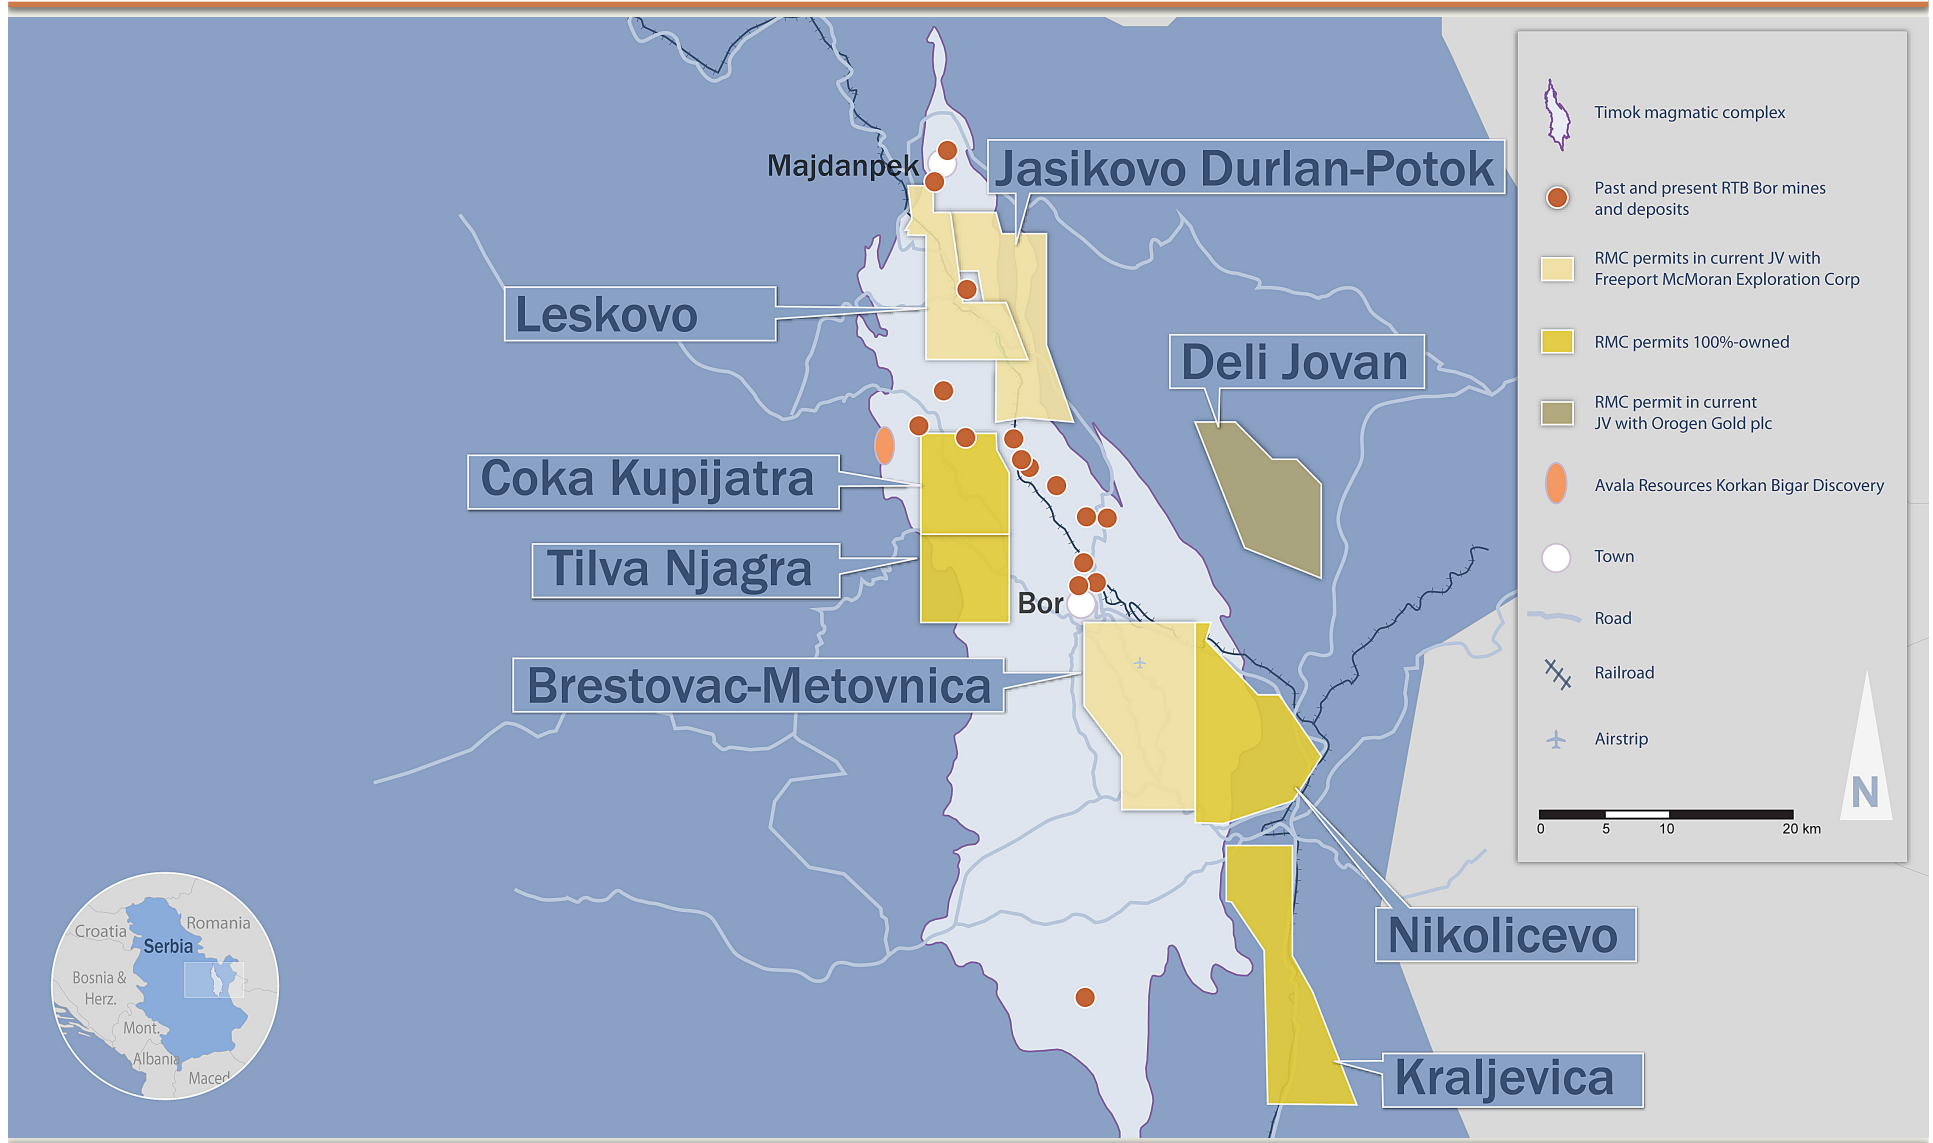 Majdanpek
Jasikovo Durlan-Potok
Leskovo
Deli Jovan
Coka Kupijatra
Tilva Njagra
Bor
Brestovac-Metovnica
Nikolicevo
Kraljevica
Timok magmatic complex
Past and present RTB Bor mines
and deposits
RMC permits in current JV with
Freeport McMoran Exploration Corp
RMC permits 100%-owned
RMC permit in current
JV with Orogen Gold plc
Avala Resources Korkan Bigar Discovery
Town
Road
Railroad
Airstrip
N
0 5 10 20 km
Romania
Croatia
Serbia
Bosnia &
Herz.
Mont.
Albania
Maced